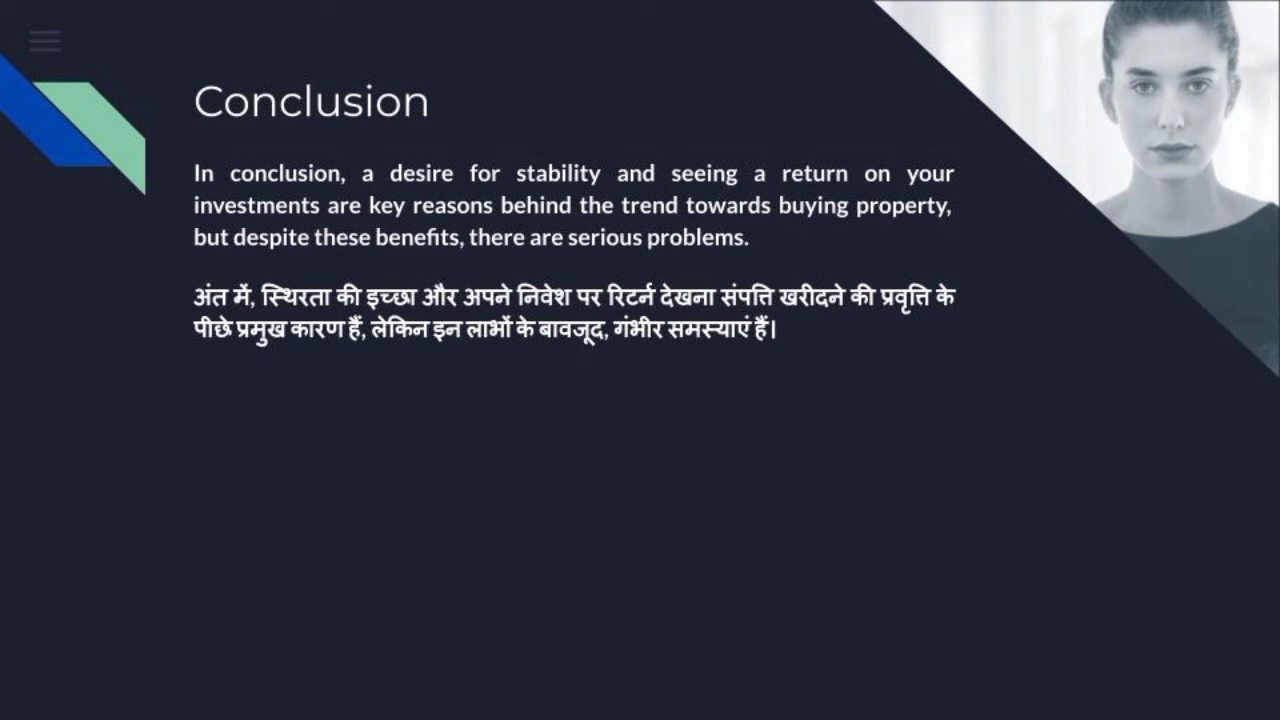 Conclusion
In conclusion, a desire for stability and seeing a return on your
investments are key reasons behind the trend towards buying property,
but despite these benefits, there are serious problems.
अंत में, स्थिरता की इच्छा और अपने निवेश पर रिटर्न देखना संपत्ति खरीदने की प्रवृत्ति के
पीछे प्रमुख कारण हैं, लेकिन इन लाभों के बावजूद, गंभीर समस्याएं हैं।